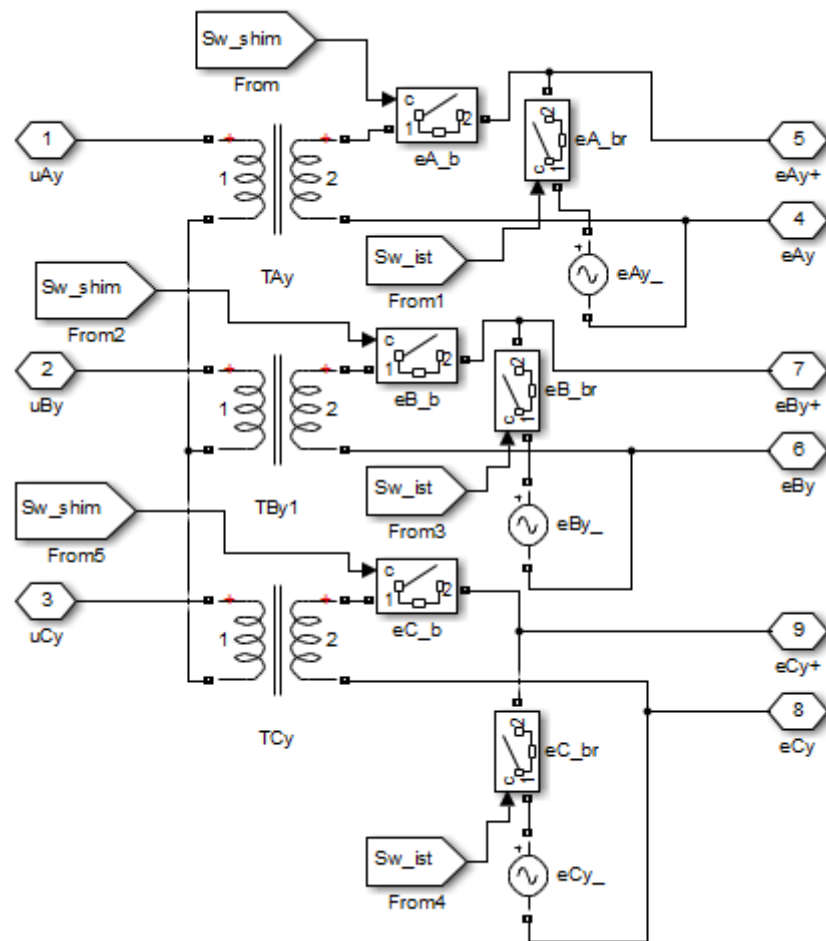 Sw_shim
From
c
1
2
eA_b
1
uAy
+
1
+
2
TAy
2
c
1
eA_br
5
eAy+
4
eAy
Sw_ist
From1
+
eAy_
Sw_shim
From2
c
1
2
eB_b
2
uBy
+
1
+
2
TBy1
2
c
1
eB_br
7
eBy+
6
eBy
Sw_ist
From3
+
eBy_
Sw_shim
From5
c
1
2
eC_b
3
uCy
+
1
+
2
TCy
9
eCy+
8
eCy
2
c
1
eC_br
Sw_ist
From4
+
eCy_